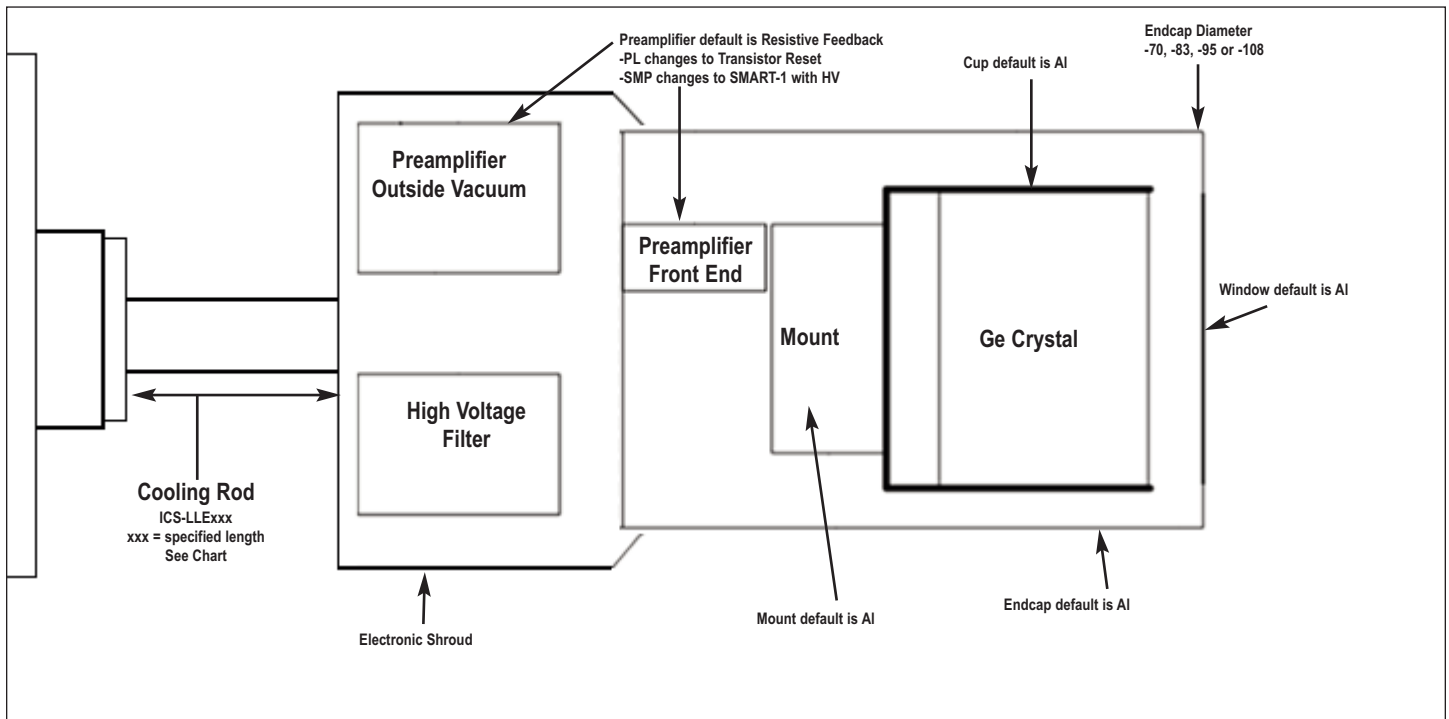 Preamplifier default is Resistive Feedback
-PL changes to Transistor Reset
-SMP changes to SMART-1 with HV
Endcap Diameter
-70, -83, -95 or -108
Cup default is Al
Preamplifier
Outside Vacuum
Preamplifier
Front End
Mount
Ge Crystal
Window default is Al
High Voltage
Filter
Cooling Rod
ICS-LLExxx
xxx = specified length
See Chart
Electronic Shroud
Mount default is Al
Endcap default is Al